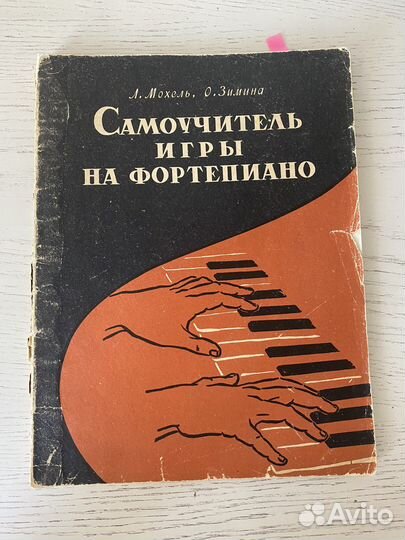 Л. Мохель, О. Зимина
САМОУЧИТЕЛЬ
ИГРЫ
НА ФОРТЕПИАНО
Avito